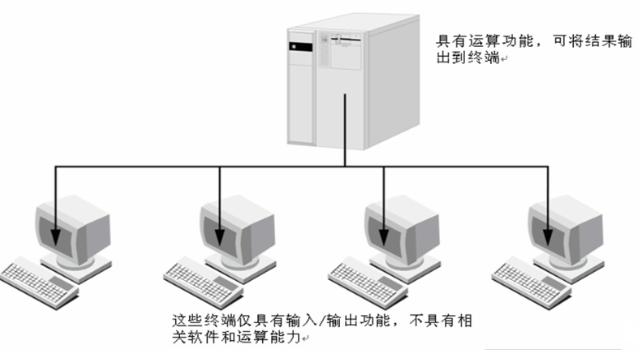 具有运算功能，可将结果输
出到终端↵
这些终端仅具有输入/输出功能，不具有相
关软件和运算能力↵